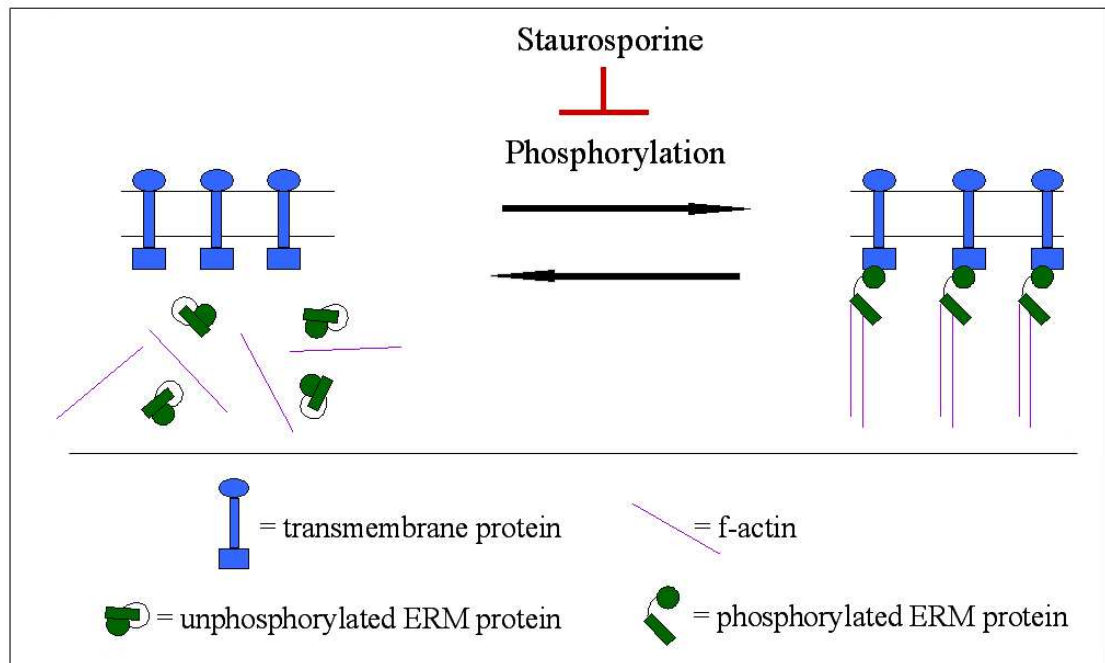 Staurosporine
Phosphorylation
= transmembrane protein
= f-actin
= unphosphorylated ERM protein
= phosphorylated ERM protein